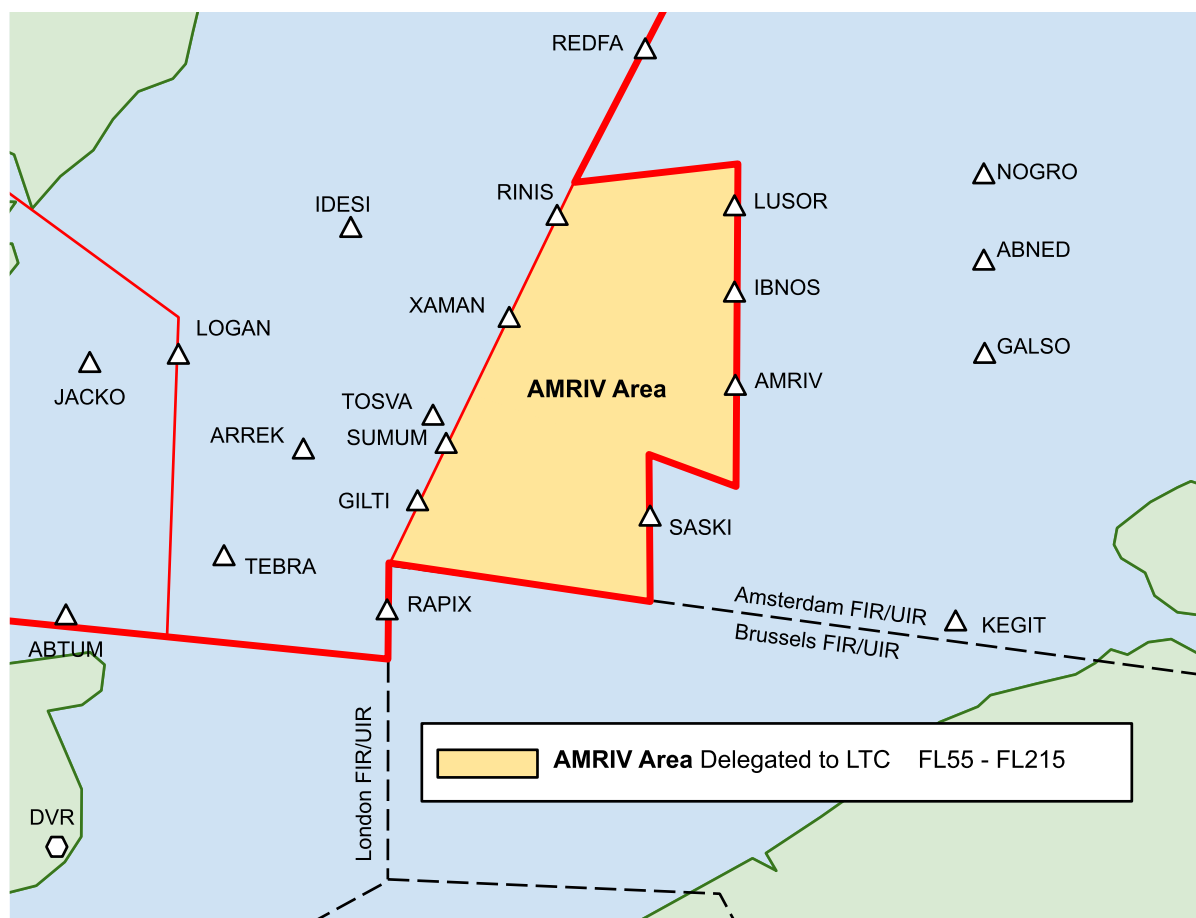 REDFA
NOGRO
RINIS
IDESI
LUSOR
ABNED
IBNOS
XAMAN
LOGAN
GALSO
AMRIV
AMRIV Area
JACKO
TOSVA
ARREK
SUMUM
GILTI
SASKI
TEBRA
RAPIX
Amsterdam FIR/UIR
KEGIT
Brussels FIR/UIR
ABTUM
London FIR/UIR
AMRIV Area Delegated to LTC FL55 - FL215
DVR